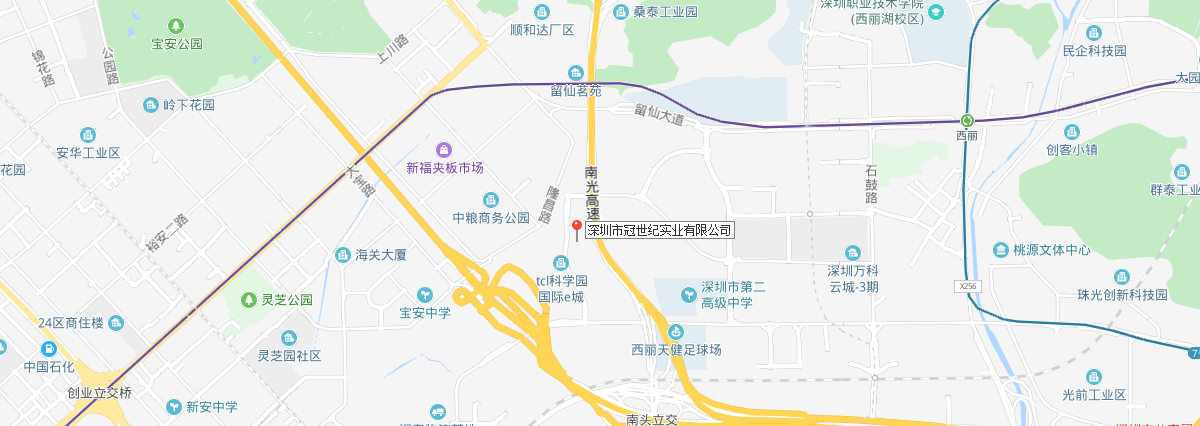 桑泰工业园
深圳职业技术学院
(西丽湖校区)
顺和达厂区
宝安公园
公园路
锦花路
上川路
民企科技园
大园
留仙茗苑
岭下花园
留仙大道
西丽
创客小镇
安华工业区
花园
新福夹板市场
大宝路
南光高速
石鼓路
群泰工业
隆昌路
中粮商务公园
裕安二路
深圳市冠世纪实业有限公司
海关大厦
桃源文体中心
tcl科学园
国际e城
深圳万科
云城-3期
深圳市第二
高级中学
X256
珠光创新科技园
灵芝公园
宝安中学
24区商住楼
灵芝园社区
西丽天健足球场
7
中国石化
创业立交桥
光前工业区
新安中学
南头立交